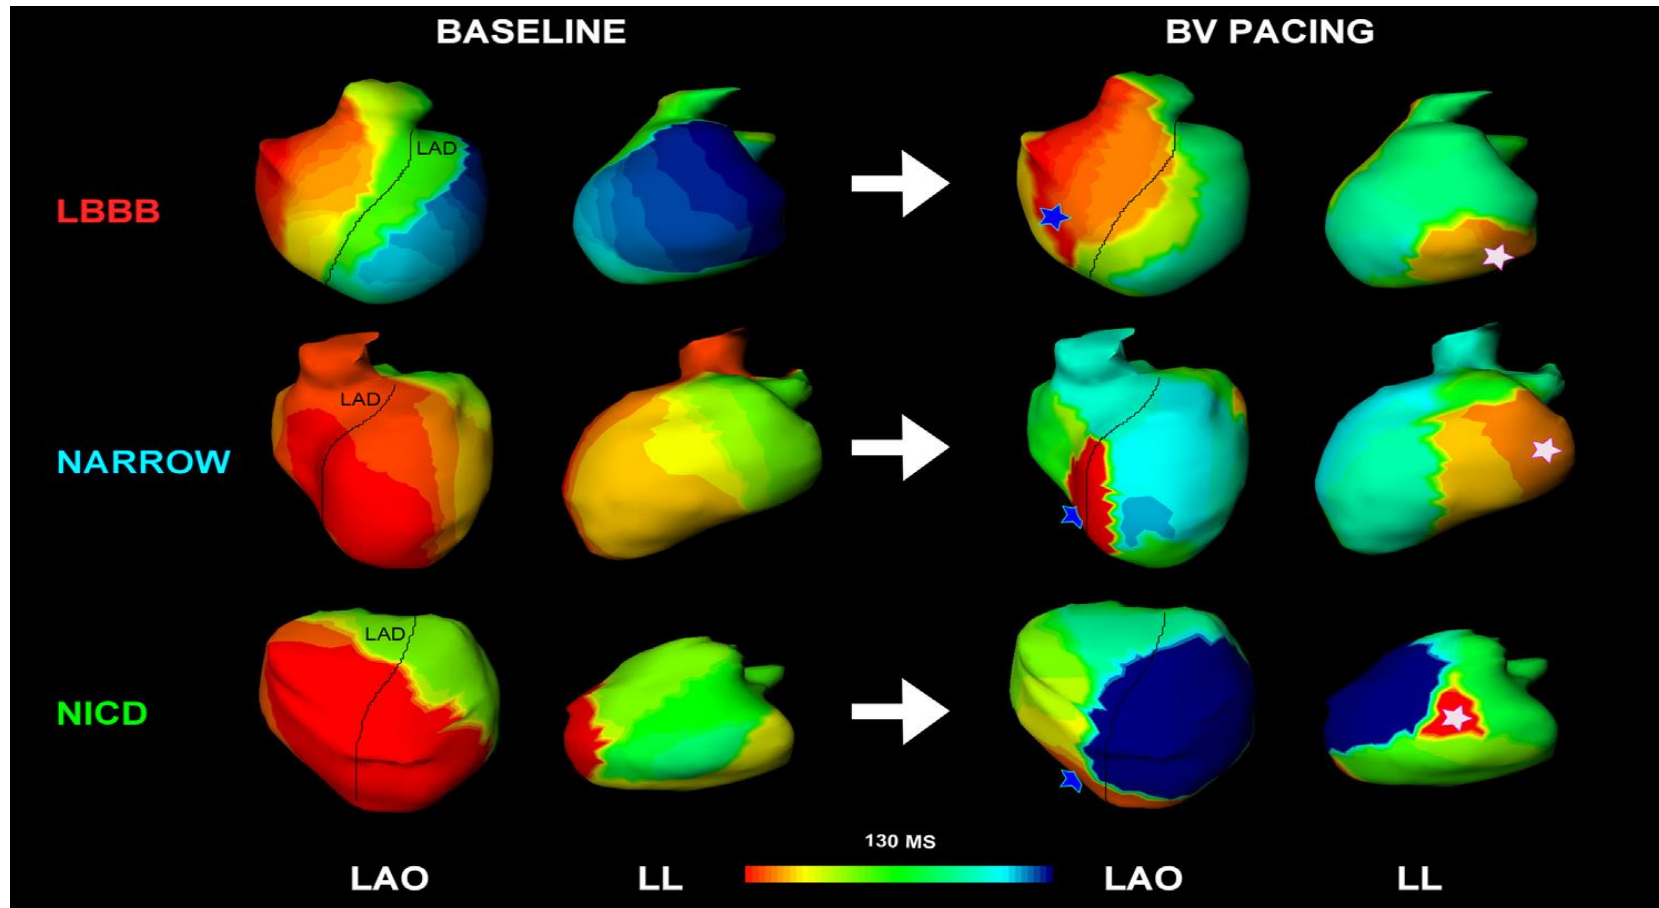 BASELINE BV PACING
LAD
LBBB
LAD
NARROW
LAD
NICD
130 MS
LAO LL LAO LL